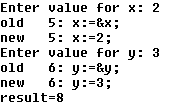 Enter value for x: 2
old   5: x:=&x;
new   5: x:=2;
Enter value for y: 3
old   6: y:=&y;
new   6: y:=3;
result=8